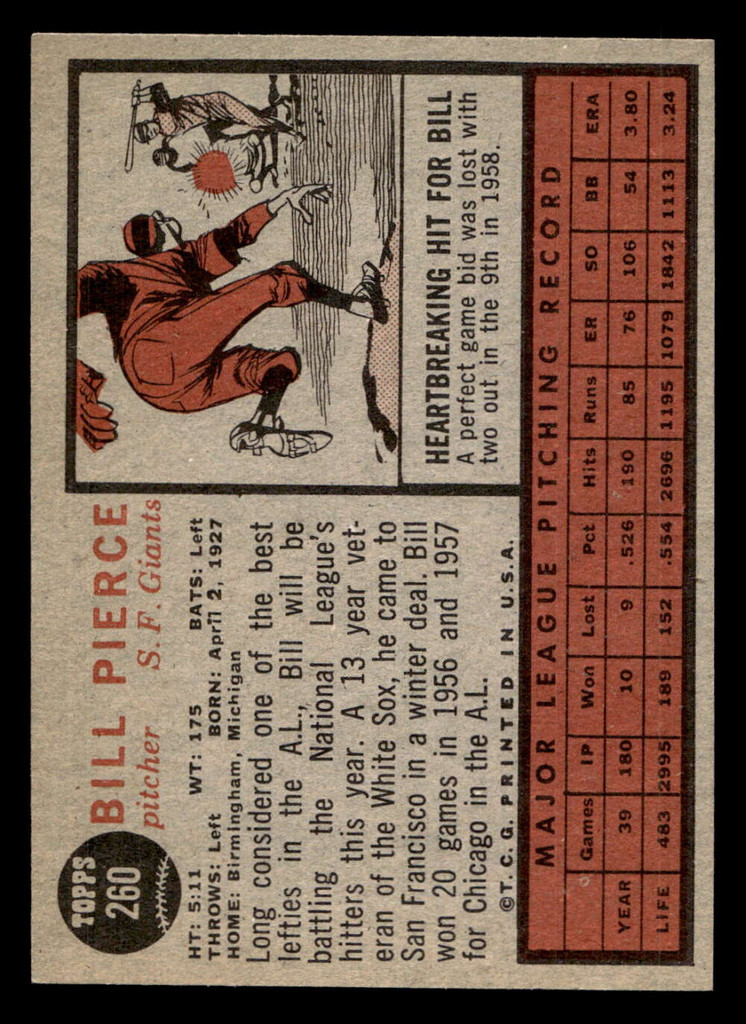 TOPPS
260
BILL PIERCE
pitcher S. F. Giants
HT: 5:11 WT: 175 BATS: Left
THROWS: Left BORN: April 2, 1927
HOME: Birmingham, Michigan
Long considered one of the best
lefties in the A.L., Bill will be
battling the National League's
hitters this year. A 13 year vet-
eran of the White Sox, he came to
San Francisco in a winter deal. Bill
won 20 games in 1956 and 1957
for Chicago in the A.L.
©T. C. G. PRINTED IN U.S.A.
HEARTBREAKING HIT FOR BILL
A perfect game bid was lost with
two out in the 9th in 1958.
MAJOR LEAGUE PITCHING RECORD
Games IP Won Lost Pct Hits Runs ER SO BB ERA
YEAR 39 180 10 9 .526 190 85 76 106 54 3.80
LIFE 483 2995 189 152 .554 2696 1195 1079 1842 1113 3.24